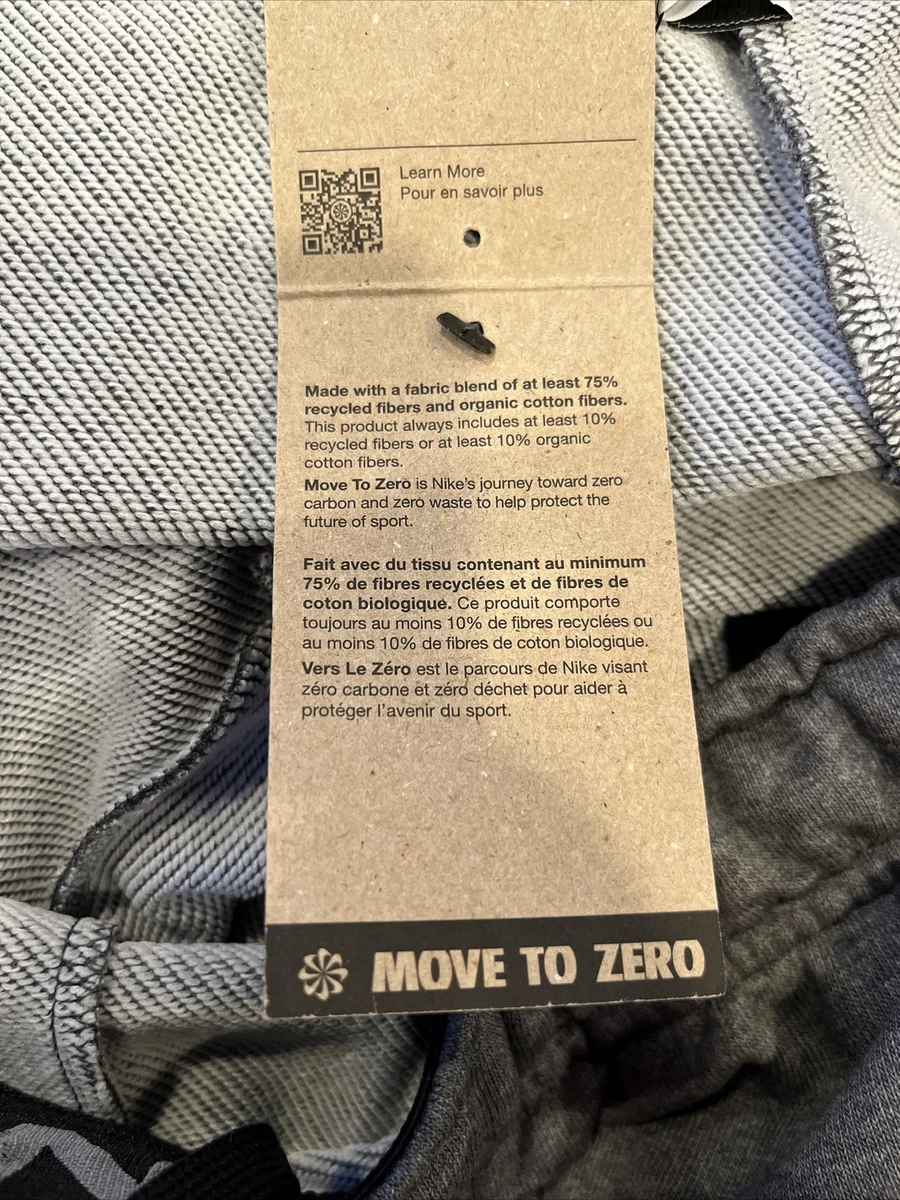 Learn More
Pour en savoir plus
Made with a fabric blend of at least 75%
recycled fibers and organic cotton fibers.
This product always includes at least 10%
recycled fibers or at least 10% organic
cotton fibers.
Move To Zero is Nike's journey toward zero
carbon and zero waste to help protect the
future of sport.
Fait avec du tissu contenant au minimum
75% de fibres recyclées et de fibres de
coton biologique. Ce produit comporte
toujours au moins 10% de fibres recyclées ou
au moins 10% de fibres de coton biologique.
Vers Le Zéro est le parcours de Nike visant
zéro carbone et zéro déchet pour aider à
protéger l'avenir du sport.
MOVE TO ZERO